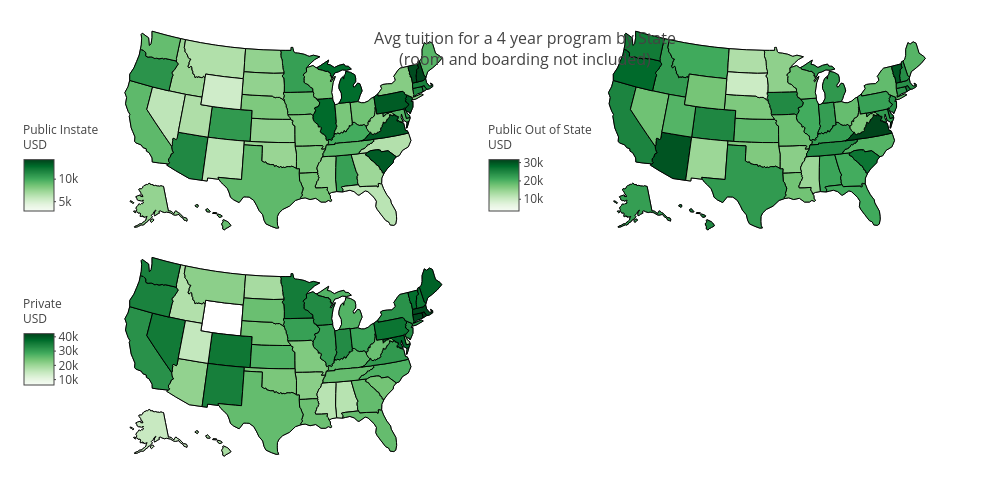 Avg tuition for a 4 year program by State
(room and boarding not included)
Public Instate
USD
10k
5k
Public Out of State
USD
30k
20k
10k
Private
USD
40k
30k
20k
10k